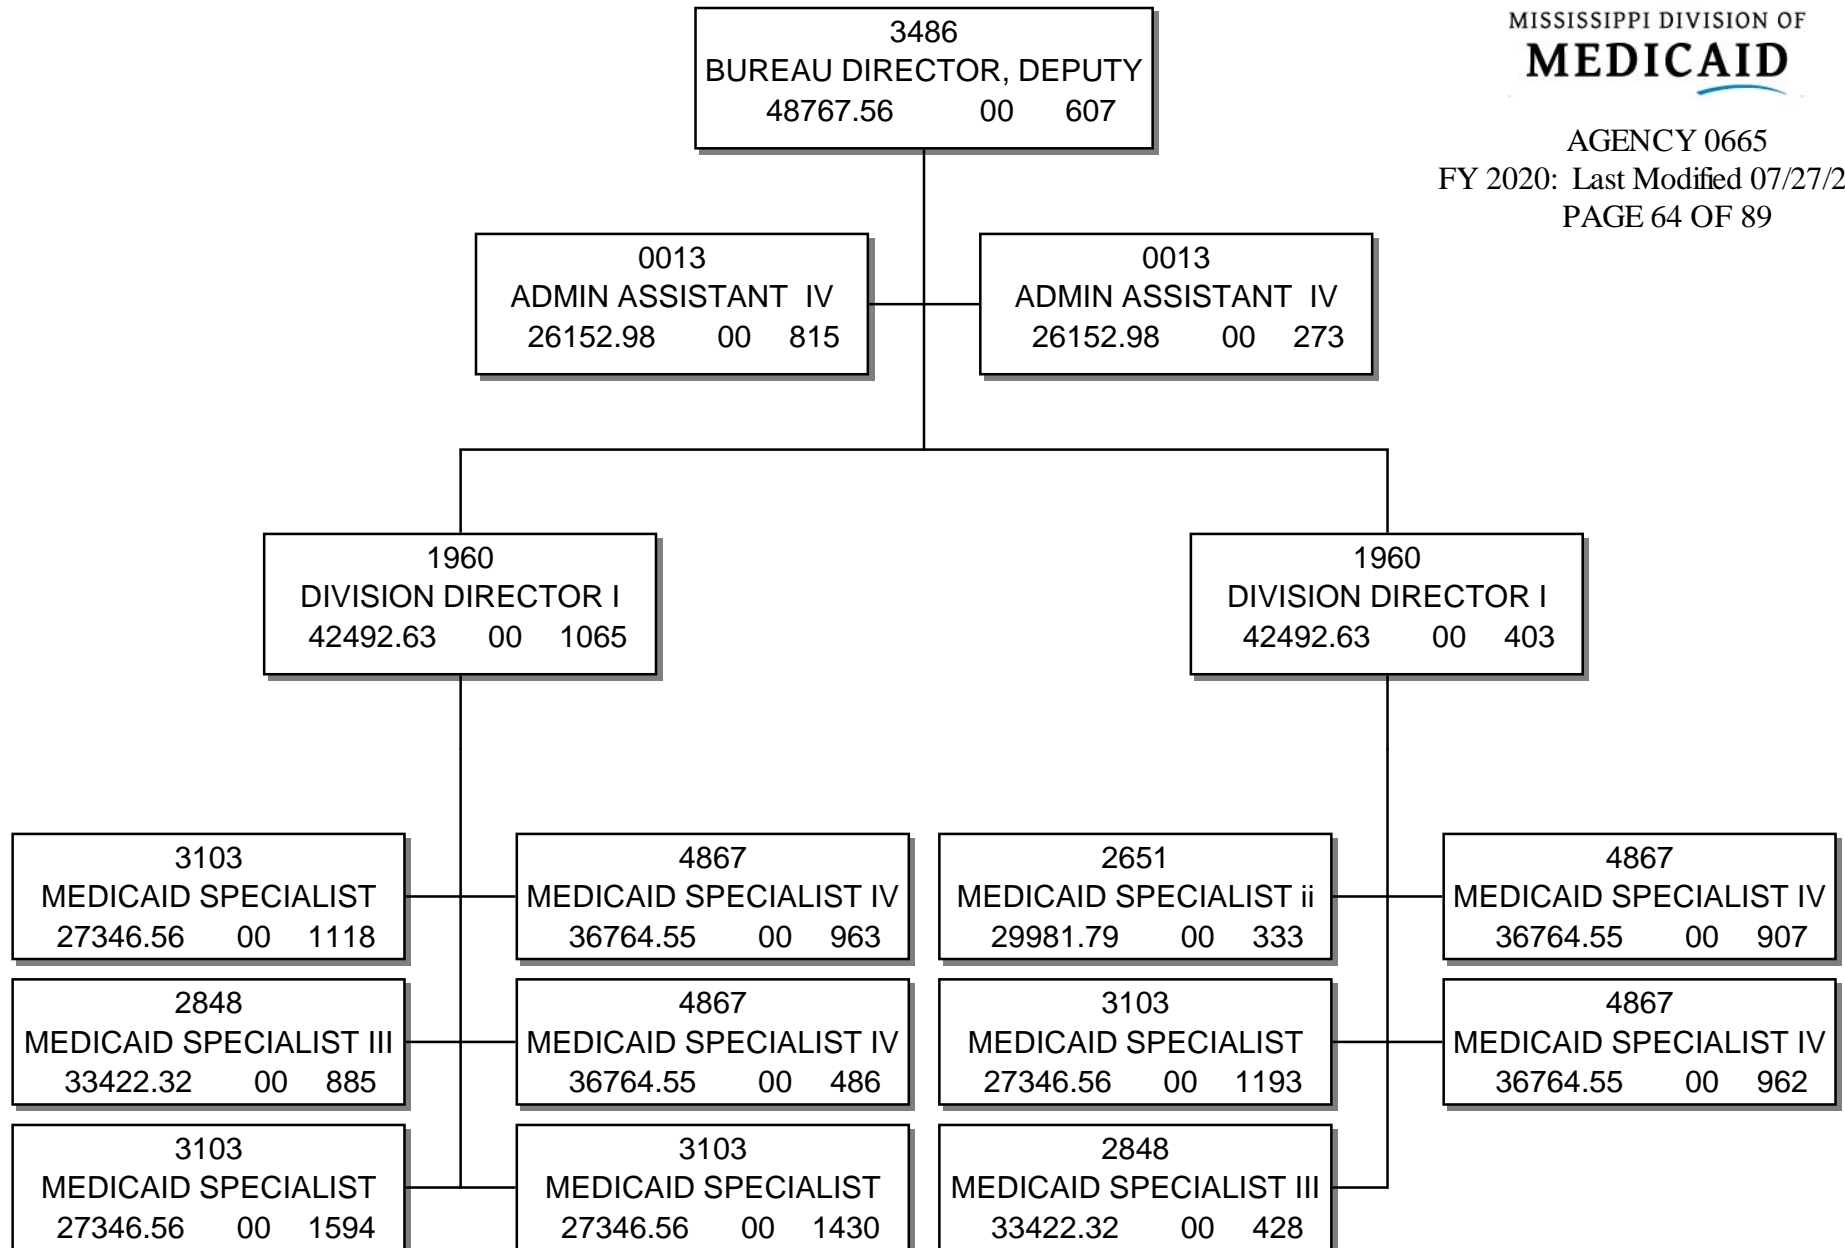 3486
BUREAU DIRECTOR, DEPUTY
48767.56 00 607
MISSISSIPPI DIVISION OF
MEDICAID
AGENCY 0665
FY 2020: Last Modified 07/27/2
PAGE 64 OF 89
0013
ADMIN ASSISTANT IV
26152.98 00 815
0013
ADMIN ASSISTANT IV
26152.98 00 273
1960
DIVISION DIRECTOR I
42492.63 00 1065
1960
DIVISION DIRECTOR I
42492.63 00 403
3103
MEDICAID SPECIALIST
27346.56 00 1118
4867
MEDICAID SPECIALIST IV
36764.55 00 963
2651
MEDICAID SPECIALIST ii
29981.79 00 333
4867
MEDICAID SPECIALIST IV
36764.55 00 907
2848
MEDICAID SPECIALIST III
33422.32 00 885
4867
MEDICAID SPECIALIST IV
36764.55 00 486
3103
MEDICAID SPECIALIST
27346.56 00 1193
4867
MEDICAID SPECIALIST IV
36764.55 00 962
3103
MEDICAID SPECIALIST
27346.56 00 1594
3103
MEDICAID SPECIALIST
27346.56 00 1430
2848
MEDICAID SPECIALIST III
33422.32 00 428